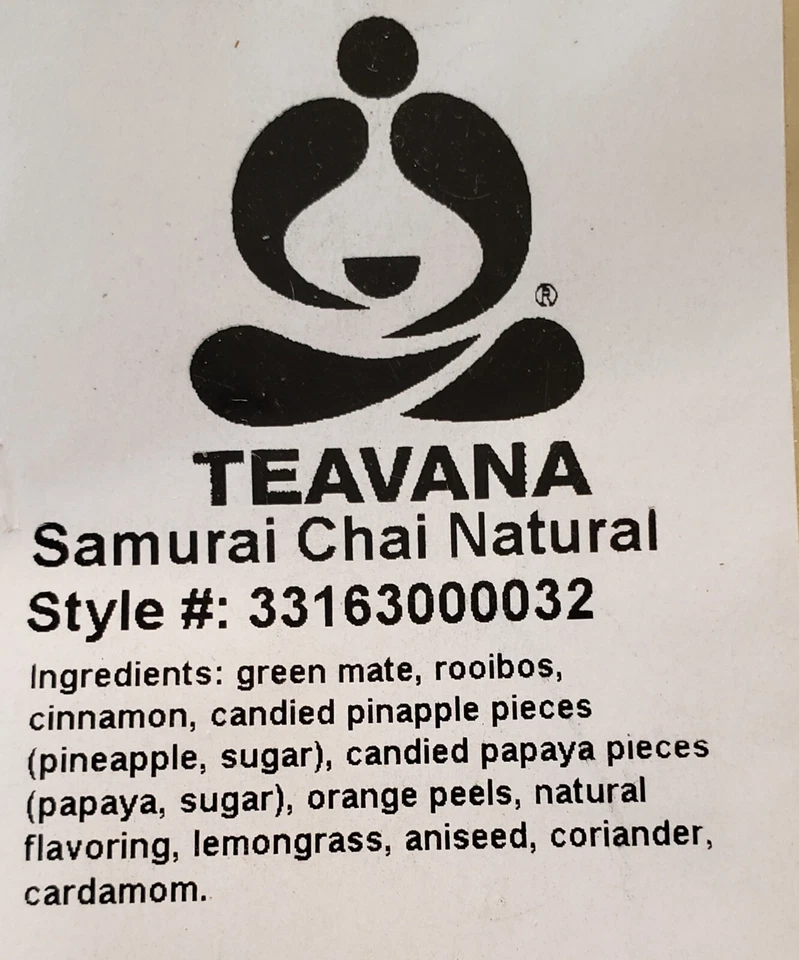 ®
TEAVANA
Samurai Chai Natural
Style #: 33163000032
Ingredients: green mate, rooibos,
cinnamon, candied pinapple pieces
(pineapple, sugar), candied papaya pieces
(papaya, sugar), orange peels, natural
flavoring, lemongrass, aniseed, coriander,
cardamom.